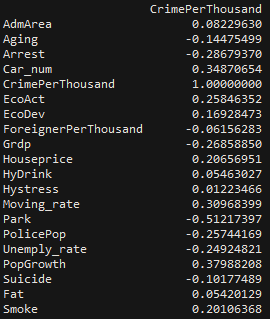 CrimePerThousand
AdmArea 0.08229630
Aging -0.14475499
Arrest -0.28679370
Car_num 0.34870654
CrimePerThousand 1.00000000
EcoAct 0.25846352
EcoDev 0.16928473
ForeignerPerThousand -0.06156283
Grdp -0.26858850
Houseprice 0.20656951
HyDrink 0.05463027
Hystress 0.01223466
Moving_rate 0.30968399
Park -0.51217397
PolicePop -0.25744169
Unemply_rate -0.24924821
PopGrowth 0.37988208
Suicide -0.10177489
Fat 0.05420129
Smoke 0.20106368